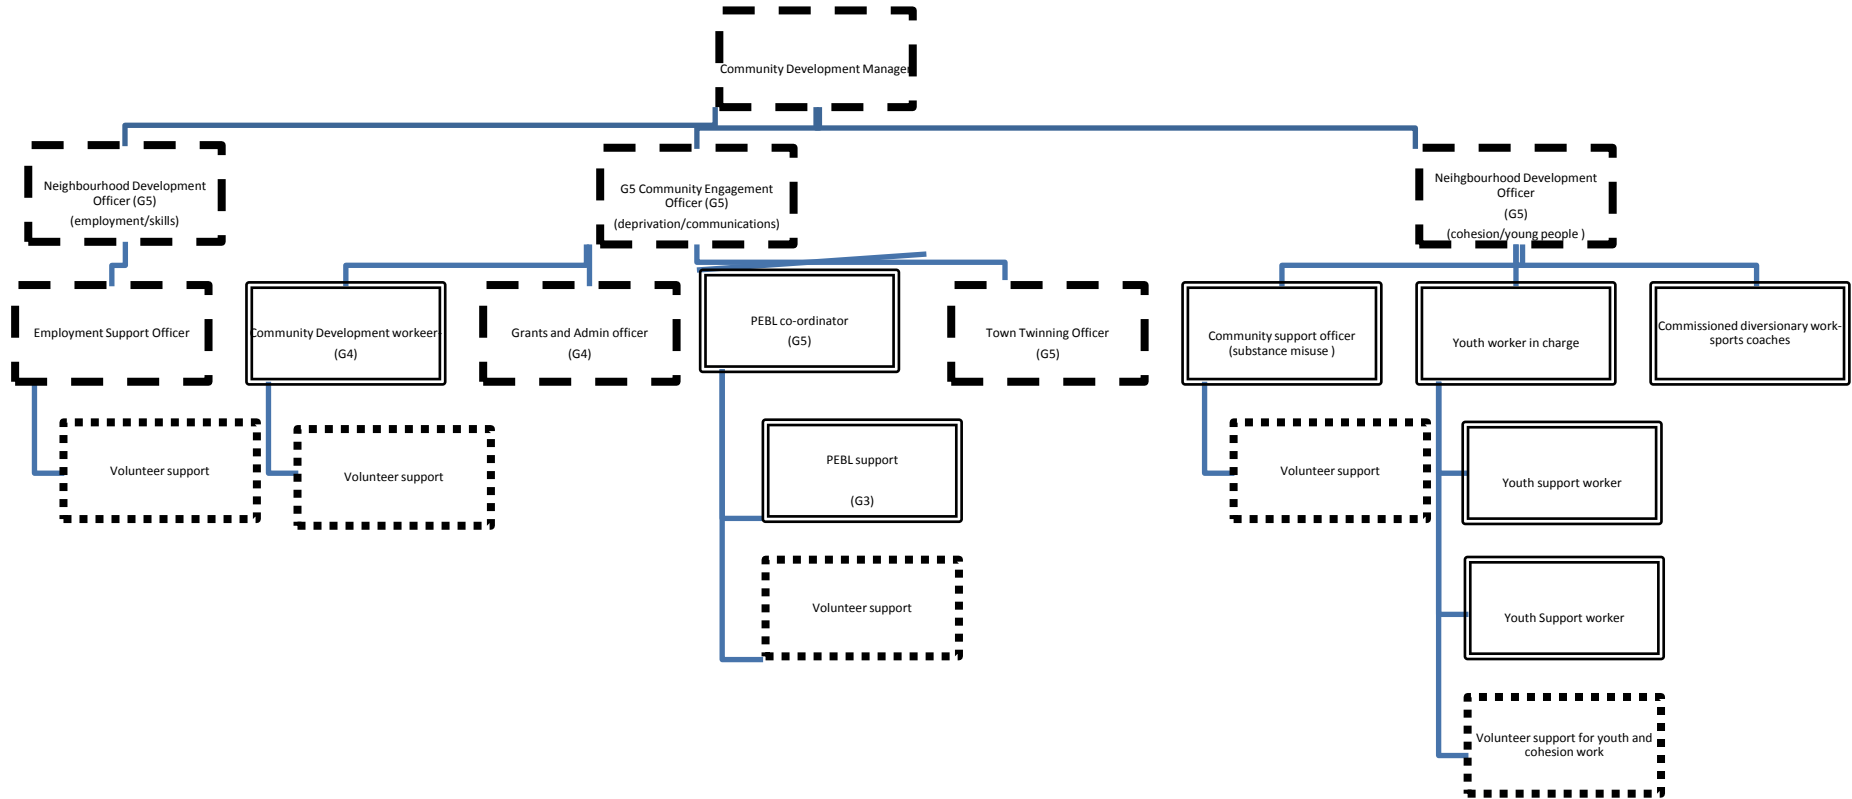 Community Development Manager
Neighbourhood Development
Officer (G5)
(employment/skills)
G5 Community Engagement
Officer (G5)
(deprivation/communications)
Neihgbourhood Development
Officer
(G5)
(cohesion/young people )
Employment Support Officer
Community Development workeer-
(G4)
Grants and Admin officer
(G4)
PEBL co-ordinator
(G5)
Town Twinning Officer
(G5)
Community support officer
(substance misuse )
Youth worker in charge
Commissioned diversionary work-
sports coaches
Volunteer support
Volunteer support
PEBL support
(G3)
Volunteer support
Volunteer support
Youth support worker
Youth Support worker
Volunteer support for youth and
cohesion work